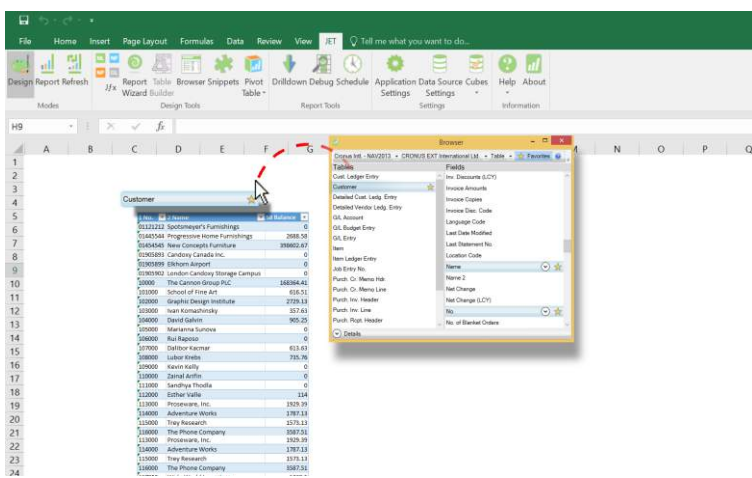 File Home Insert Page Layout Formulas Data Review View JET Tell me what you want to do...
Design Report Refresh Jfx Report Wizard Table Builder Browser Snippets Pivot Table Drilldown Debug Schedule Application Settings Data Source Settings Cubes Help About
Modes Design Tools Report Tools Settings Information
H9 fx
A B C D E F G M N O P Q
1
2
3
4
5
6
7
8
9
10
11
12
13
14
15
16
17
18
19
20
21
22
23
24
Customer
1 No. 2 Name of Balance
01121212 Spotsmeyer's Furnishings 0
01445544 Progressive Home Furnishings 2688.58
01454545 New Concepts Furniture 398602.67
01905893 Candoxy Canada Inc. 0
01905899 Elkhorn Airport 0
01905902 London Candoxy Storage Campus 0
10000 The Cannon Group PLC 168364.41
101000 School of Fine Art 616.51
102000 Graphic Design Institute 2729.13
103000 Ivan Komashinsky 357.63
104000 David Galvin 905.25
105000 Marianna Sunova 0
106000 Rui Raposo 0
107000 Dalibor Kacmar 613.63
108000 Lubor Krebs 735.76
109000 Kevin Kelly 0
110000 Zainal Arifin 0
111000 Sandhya Thodla 0
112000 Esther Valle 114
113000 Proseware, Inc. 1929.39
114000 Adventure Works 1787.13
115000 Trey Research 1573.13
116000 The Phone Company 3587.51
113000 Proseware, Inc. 1929.39
114000 Adventure Works 1787.13
115000 Trey Research 1573.13
116000 The Phone Company 3587.51
Browser
Cronus Intl. - NAV2013 CRONUS EXT International Ltd. Table Favorites
Tables
Cust. Ledger Entry
Customer
Detailed Cust. Ledg. Entry
Detailed Vendor Ledg. Entry
G/L Account
G/L Budget Entry
G/L Entry
Item
Item Ledger Entry
Job Entry No.
Purch. Cr. Memo Hdr.
Purch. Cr. Memo Line
Purch. Inv. Header
Purch. Inv. Line
Purch. Rcpt. Header
Fields
Inv. Discounts (LCY)
Invoice Amounts
Invoice Copies
Invoice Disc. Code
Language Code
Last Date Modified
Last Statement No.
Location Code
Name
Name 2
Net Change
Net Change (LCY)
No.
No. of Blanket Orders
Details